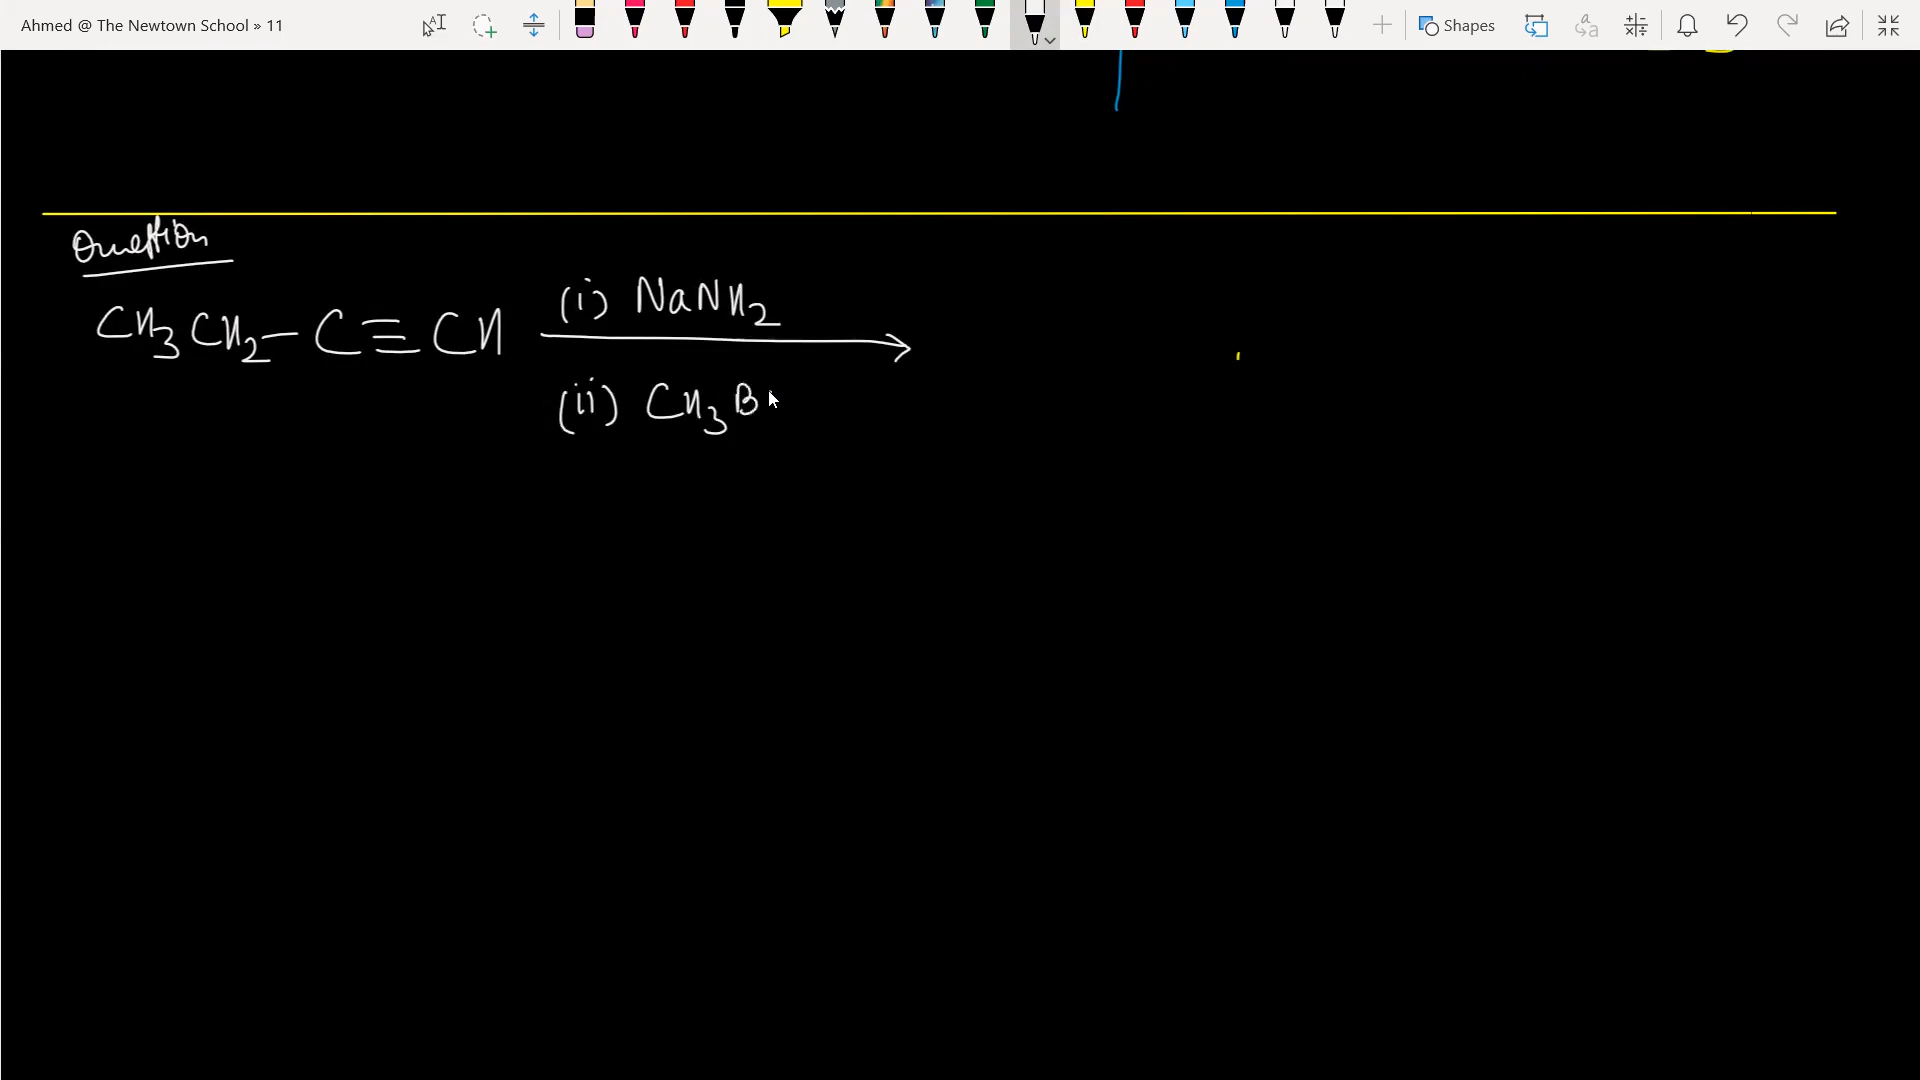 Ahmed @ The Newtown School » 11
Shapes
Question
CH₃CH₂–C≡CH
(i) NaNH₂
(ii) CH₃B